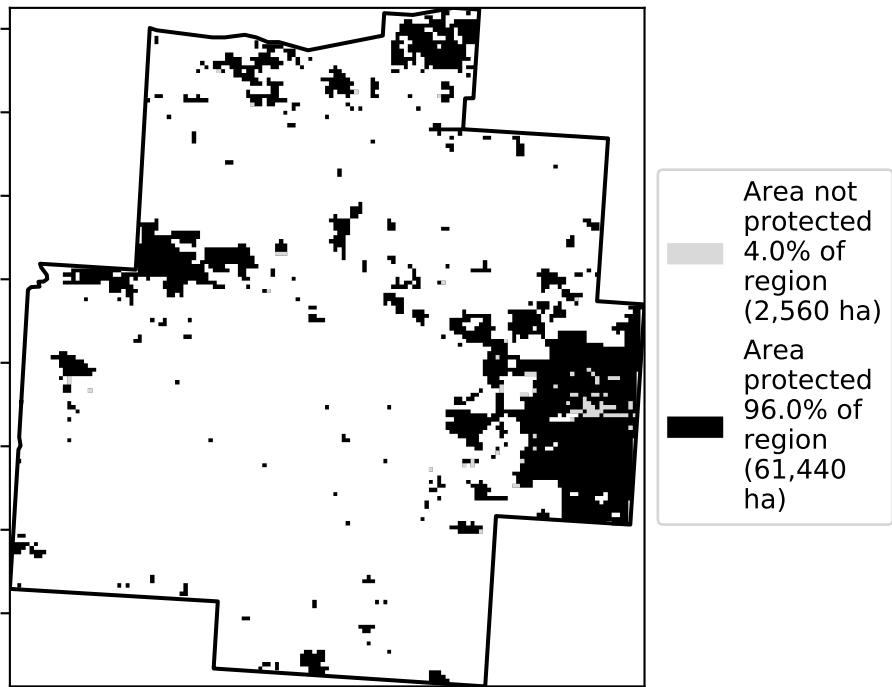 Area not
protected
4.0% of
region
(2,560 ha)
Area
protected
96.0% of
region
(61,440
ha)